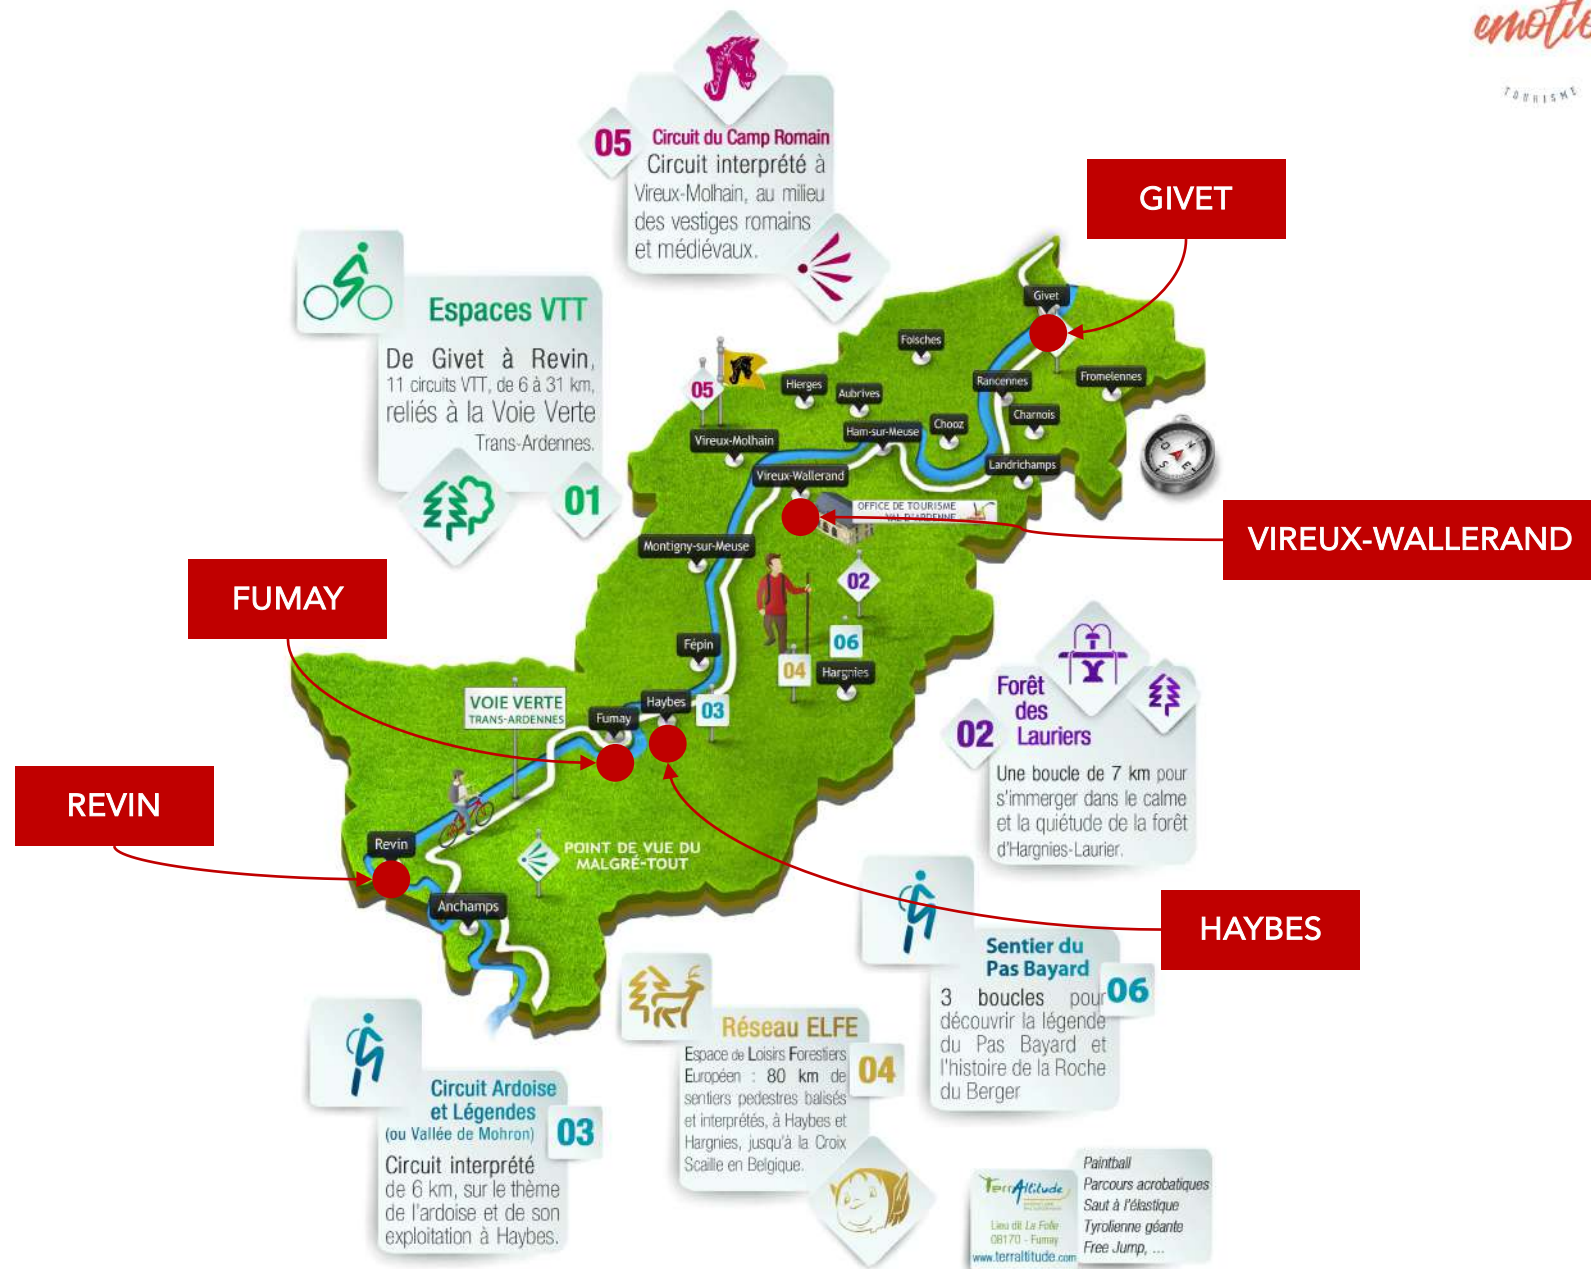 TOURISME
05
Circuit du Camp Romain
Circuit interprété à
Vireux-Molhain, au milieu
des vestiges romains
et médiévaux.
GIVET
Espaces VTT
De Givet à Revin,
11 circuits VTT, de 6 à 31 km,
reliés à la Voie Verte
Trans-Ardennes.
01
Givet
Foisches
Fromelennes
Rancennes
Hierges
Aubrives
05
Charnois
Chooz
Ham-sur-Meuse
Vireux-Molhain
Landrichamps
Vireux-Wallerand
OFFICE DE TOURISME
VAL D'ARDENNE
N
O
E
S
VIREUX-WALLERAND
Montigny-sur-Meuse
02
FUMAY
06
Fépin
04
Hargnies
VOIE VERTE
TRANS-ARDENNES
Haybes
03
Fumay
Forêt
des
Lauriers
02
Une boucle de 7 km pour
s'immerger dans le calme
et la quiétude de la forêt
d'Hargnies-Laurier.
REVIN
Revin
POINT DE VUE DU
MALGRÉ-TOUT
Anchamps
HAYBES
Sentier du
Pas Bayard
06
3 boucles pour
découvrir la légende
du Pas Bayard et
l'histoire de la Roche
du Berger
Réseau ELFE
Espace de Loisirs Forestiers
Européen : 80 km de
sentiers pedestres balisés
et interprétés, à Haybes et
Hargnies, jusqu'à la Croix
Scaille en Belgique.
04
Circuit Ardoise
et Légendes
(ou Vallée de Mohron)
03
Circuit interprété
de 6 km, sur le thème
de l'ardoise et de son
exploitation à Haybes.
TerrAltitude
Lieu dit La Folie
08170 - Fumay
www.terraltitude.com
Paintball
Parcours acrobatiques
Saut à l'élastique
Tyrolienne géante
Free Jump, ...